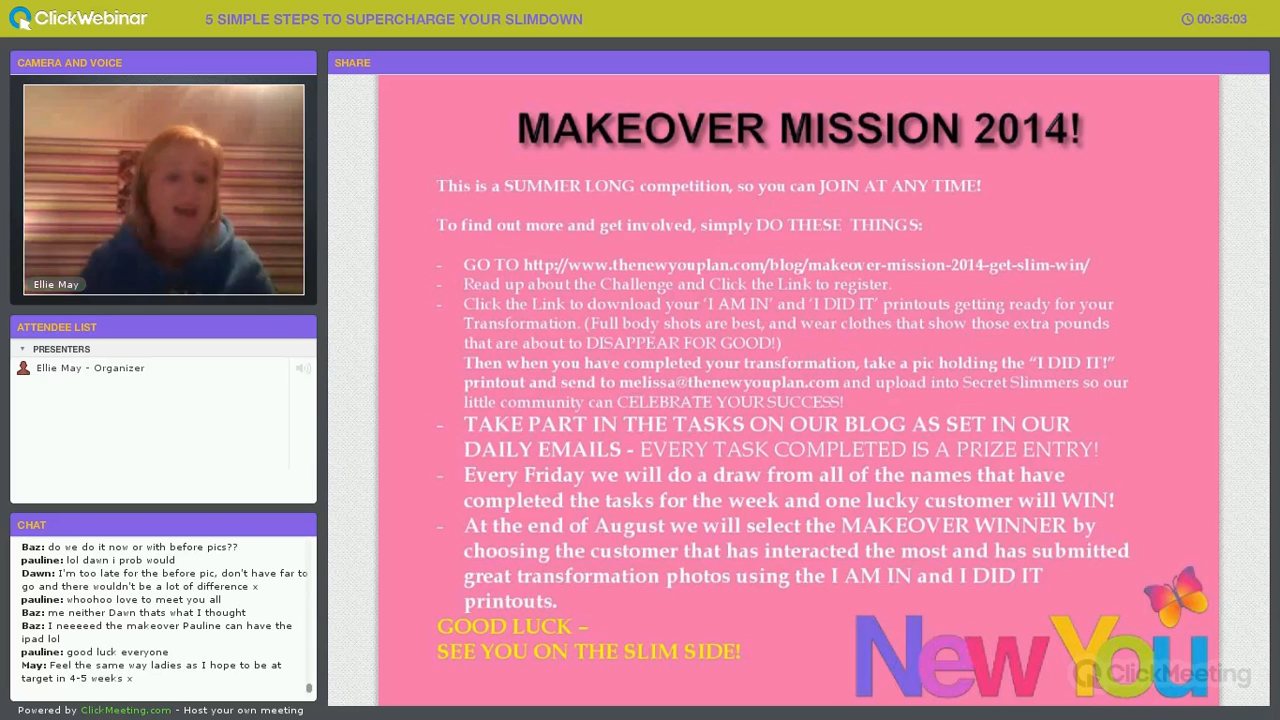 ClickWebinar
5 SIMPLE STEPS TO SUPERCHARGE YOUR SLIMDOWN
00:36:03
CAMERA AND VOICE
Ellie May
ATTENDEE LIST
PRESENTERS
Ellie May - Organizer
CHAT
Baz: do we do it now or with before pics??
pauline: lol dawn i prob would
Dawn: I'm too late for the before pic, don't have far to
go and there wouldn't be a lot of difference x
pauline: whoohoo love to meet you all
Baz: me neither Dawn thats what I thought
Baz: I neeeeed the makeover Pauline can have the
ipad lol
pauline: good luck everyone
May: Feel the same way ladies as I hope to be at
target in 4-5 weeks x
Powered by ClickMeeting.com - Host your own meeting
SHARE
MAKEOVER MISSION 2014!
This is a SUMMER LONG competition, so you can JOIN AT ANY TIME!
To find out more and get involved, simply DO THESE THINGS:
- GO TO http://www.thenewyouplan.com/blog/makeover-mission-2014-get-slim-win/
- Read up about the Challenge and Click the Link to register.
- Click the Link to download your ‘I AM IN’ and ‘I DID IT’ printouts getting ready for your
Transformation. (Full body shots are best, and wear clothes that show those extra pounds
that are about to DISAPPEAR FOR GOOD!)
Then when you have completed your transformation, take a pic holding the “I DID IT!”
printout and send to melissa@thenewyouplan.com and upload into Secret Slimmers so our
little community can CELEBRATE YOUR SUCCESS!
- TAKE PART IN THE TASKS ON OUR BLOG AS SET IN OUR
DAILY EMAILS - EVERY TASK COMPLETED IS A PRIZE ENTRY!
- Every Friday we will do a draw from all of the names that have
completed the tasks for the week and one lucky customer will WIN!
- At the end of August we will select the MAKEOVER WINNER by
choosing the customer that has interacted the most and has submitted
great transformation photos using the I AM IN and I DID IT
printouts.
GOOD LUCK –
SEE YOU ON THE SLIM SIDE!
New You
ClickMeeting